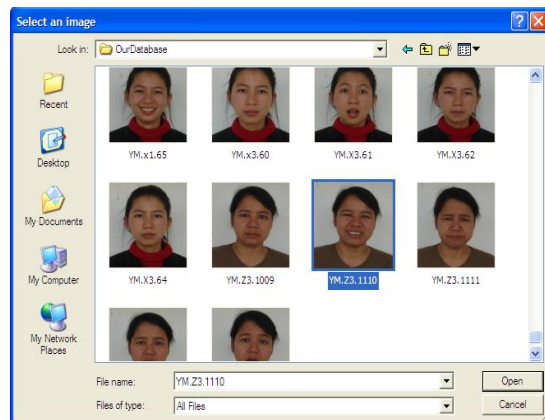 Select an image
Look in: OurDatabase
Recent
Desktop
My Documents
My Computer
My Network
Places
YM.x1.65 YM.x3.60 YM.X3.61 YM.X3.62
YM.X3.64 YM.Z3.1009 YM.Z3.1110 YM.Z3.1111
File name: YM.Z3.1110 Open
Files of type: All Files Cancel